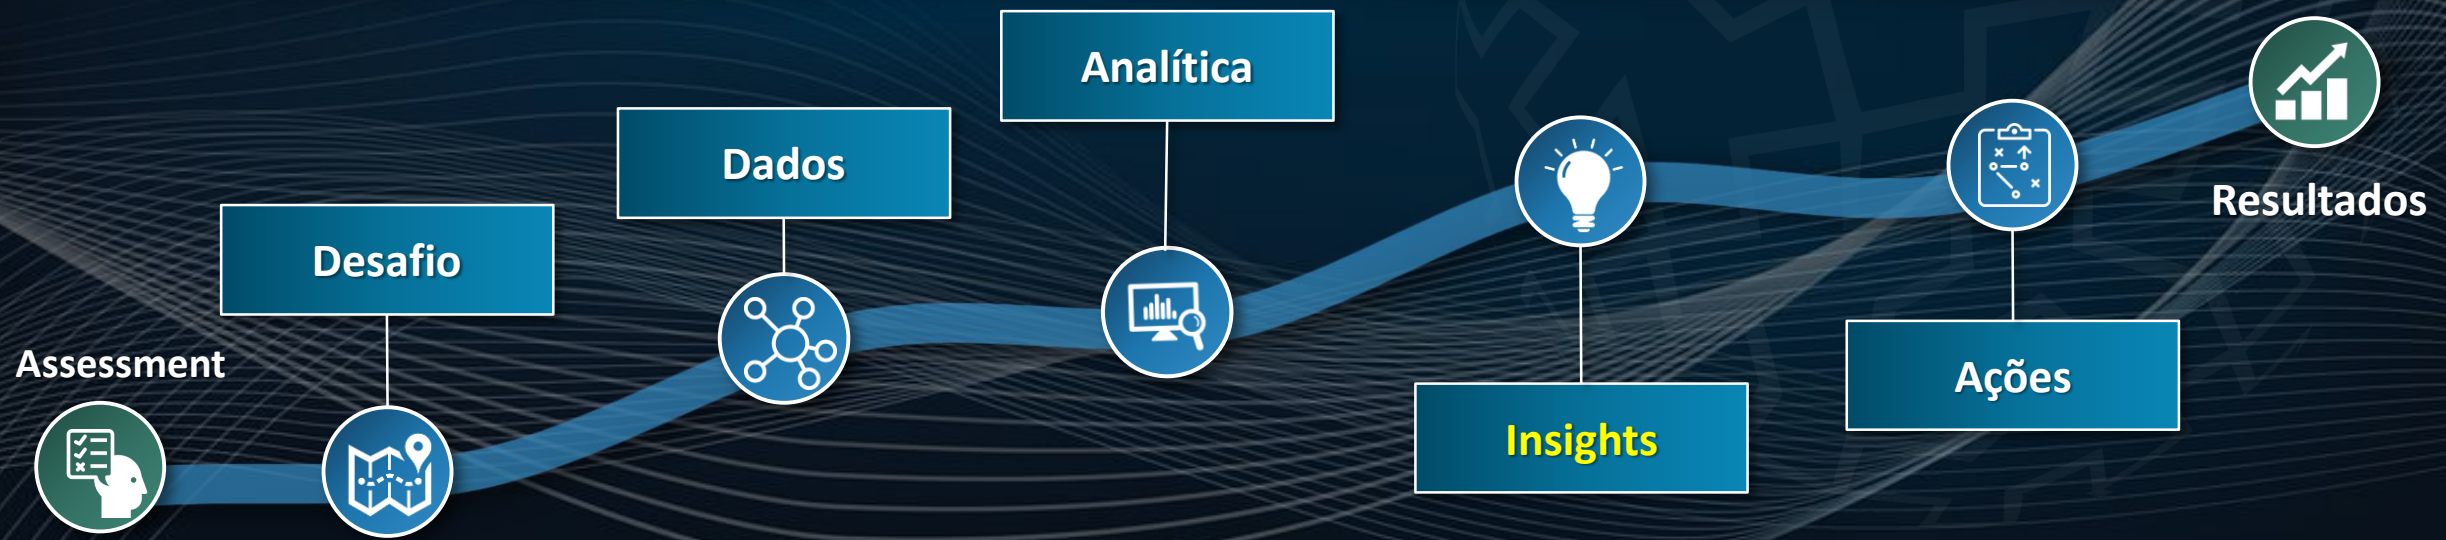 Assessment
Desafio
Dados
Analítica
Insights
Ações
Resultados